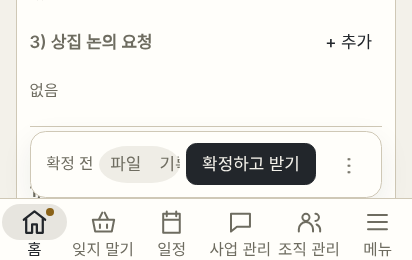 3) 상집 논의 요청
+ 추가
없음
확정 전
파일
확정하고 받기
홈
잊지 말기
일정
사업 관리
조직 관리
메뉴